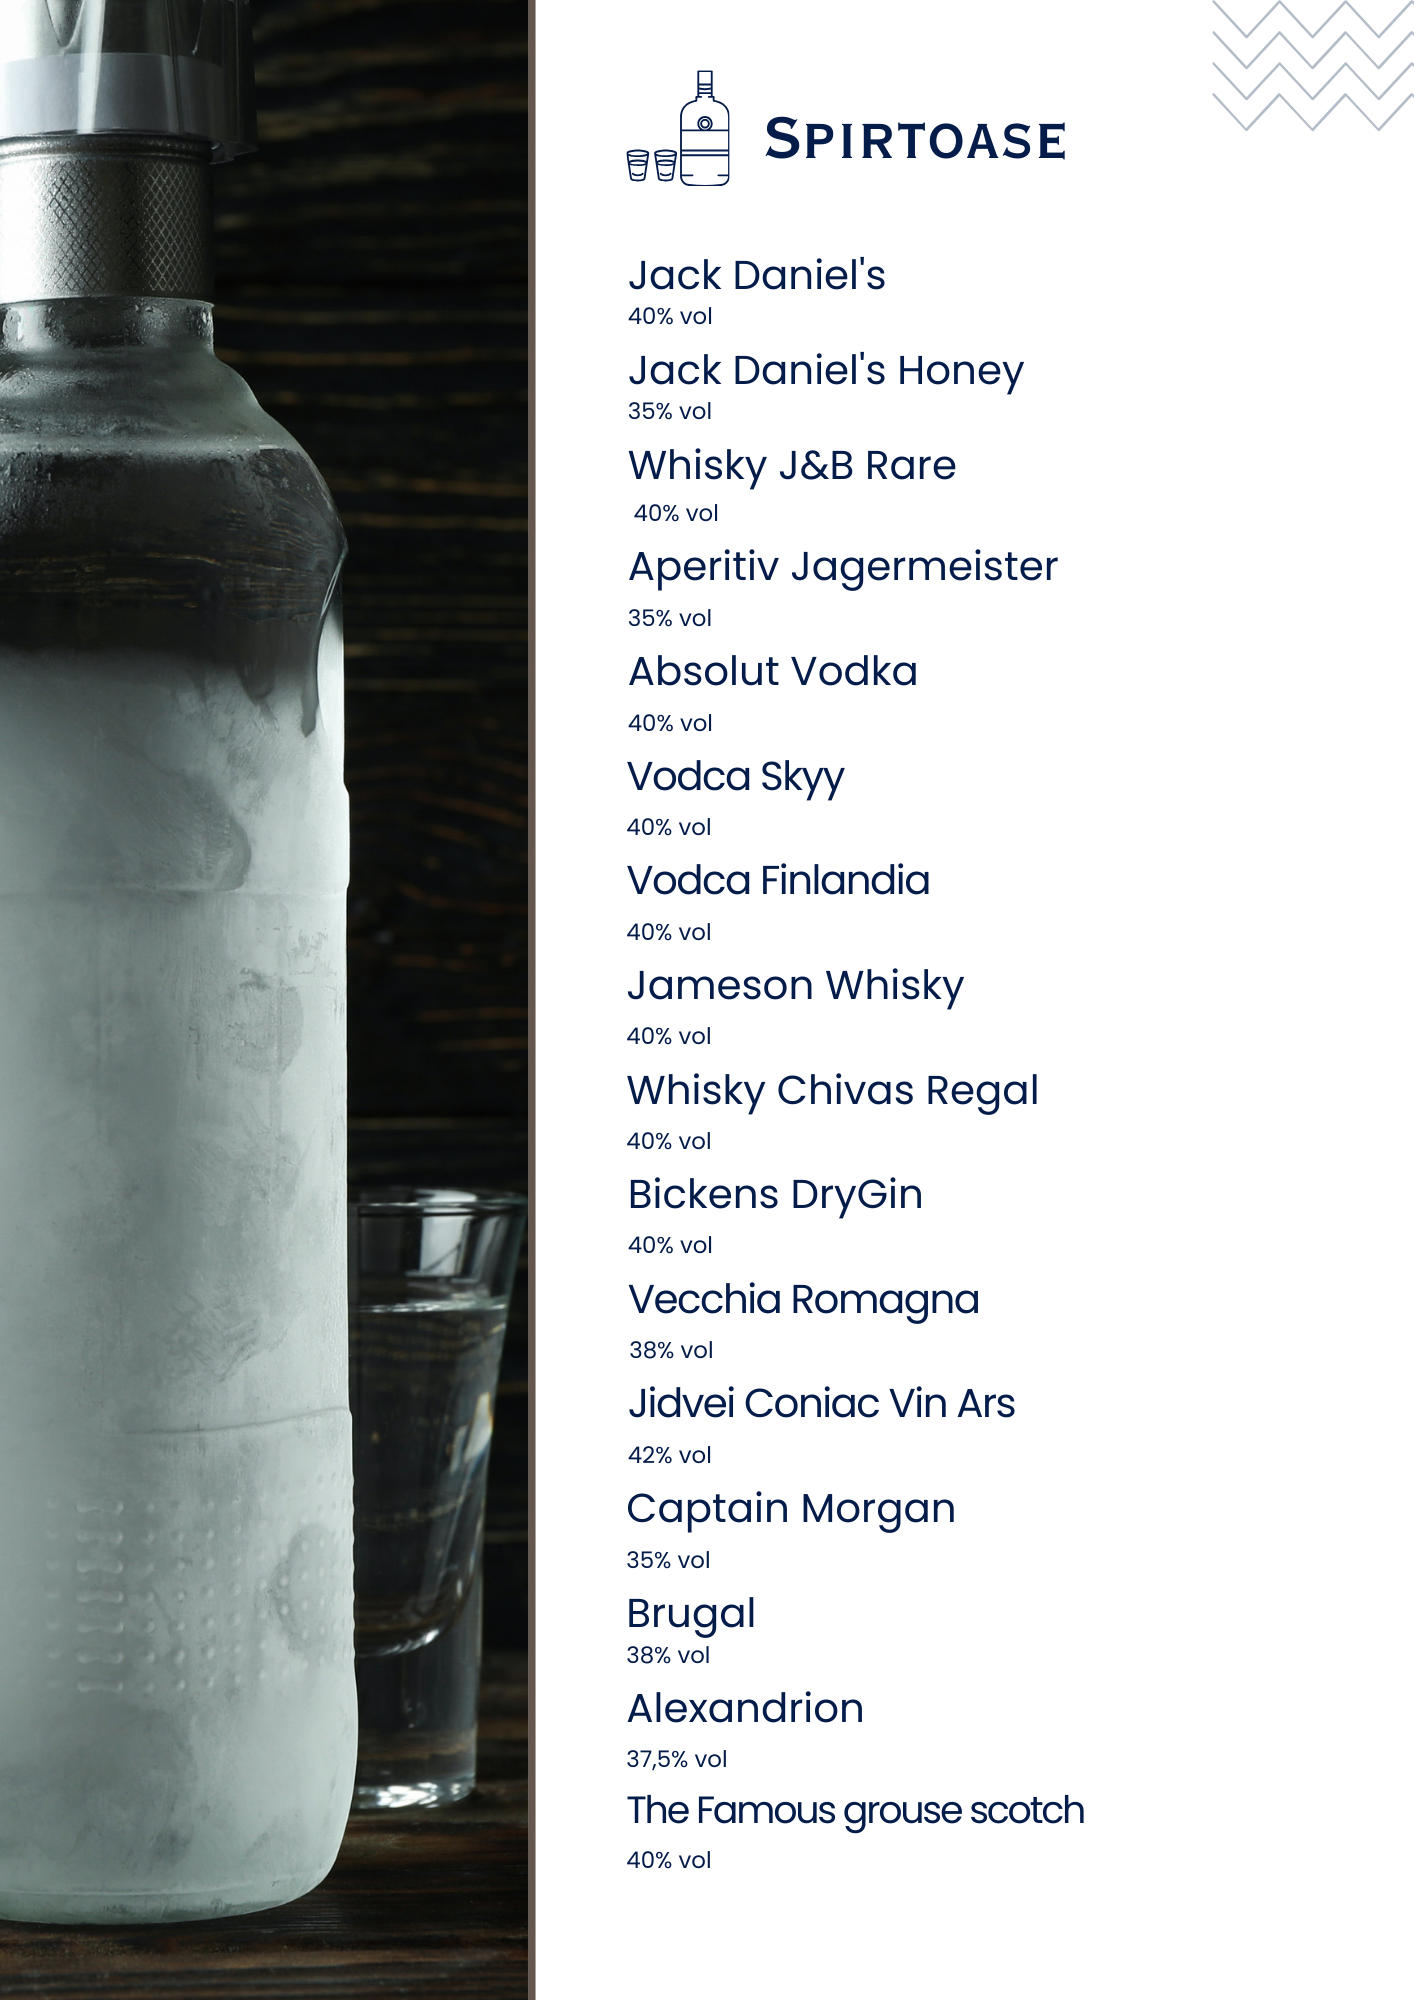 SPIRTOASE
Jack Daniel's
40% vol
Jack Daniel's Honey
35% vol
Whisky J&B Rare
40% vol
Aperitiv Jagermeister
35% vol
Absolut Vodka
40% vol
Vodca Skyy
40% vol
Vodca Finlandia
40% vol
Jameson Whisky
40% vol
Whisky Chivas Regal
40% vol
Bickens DryGin
40% vol
Vecchia Romagna
38% vol
Jidvei Coniac Vin Ars
42% vol
Captain Morgan
35% vol
Brugal
38% vol
Alexandrion
37,5% vol
The Famous grouse scotch
40% vol